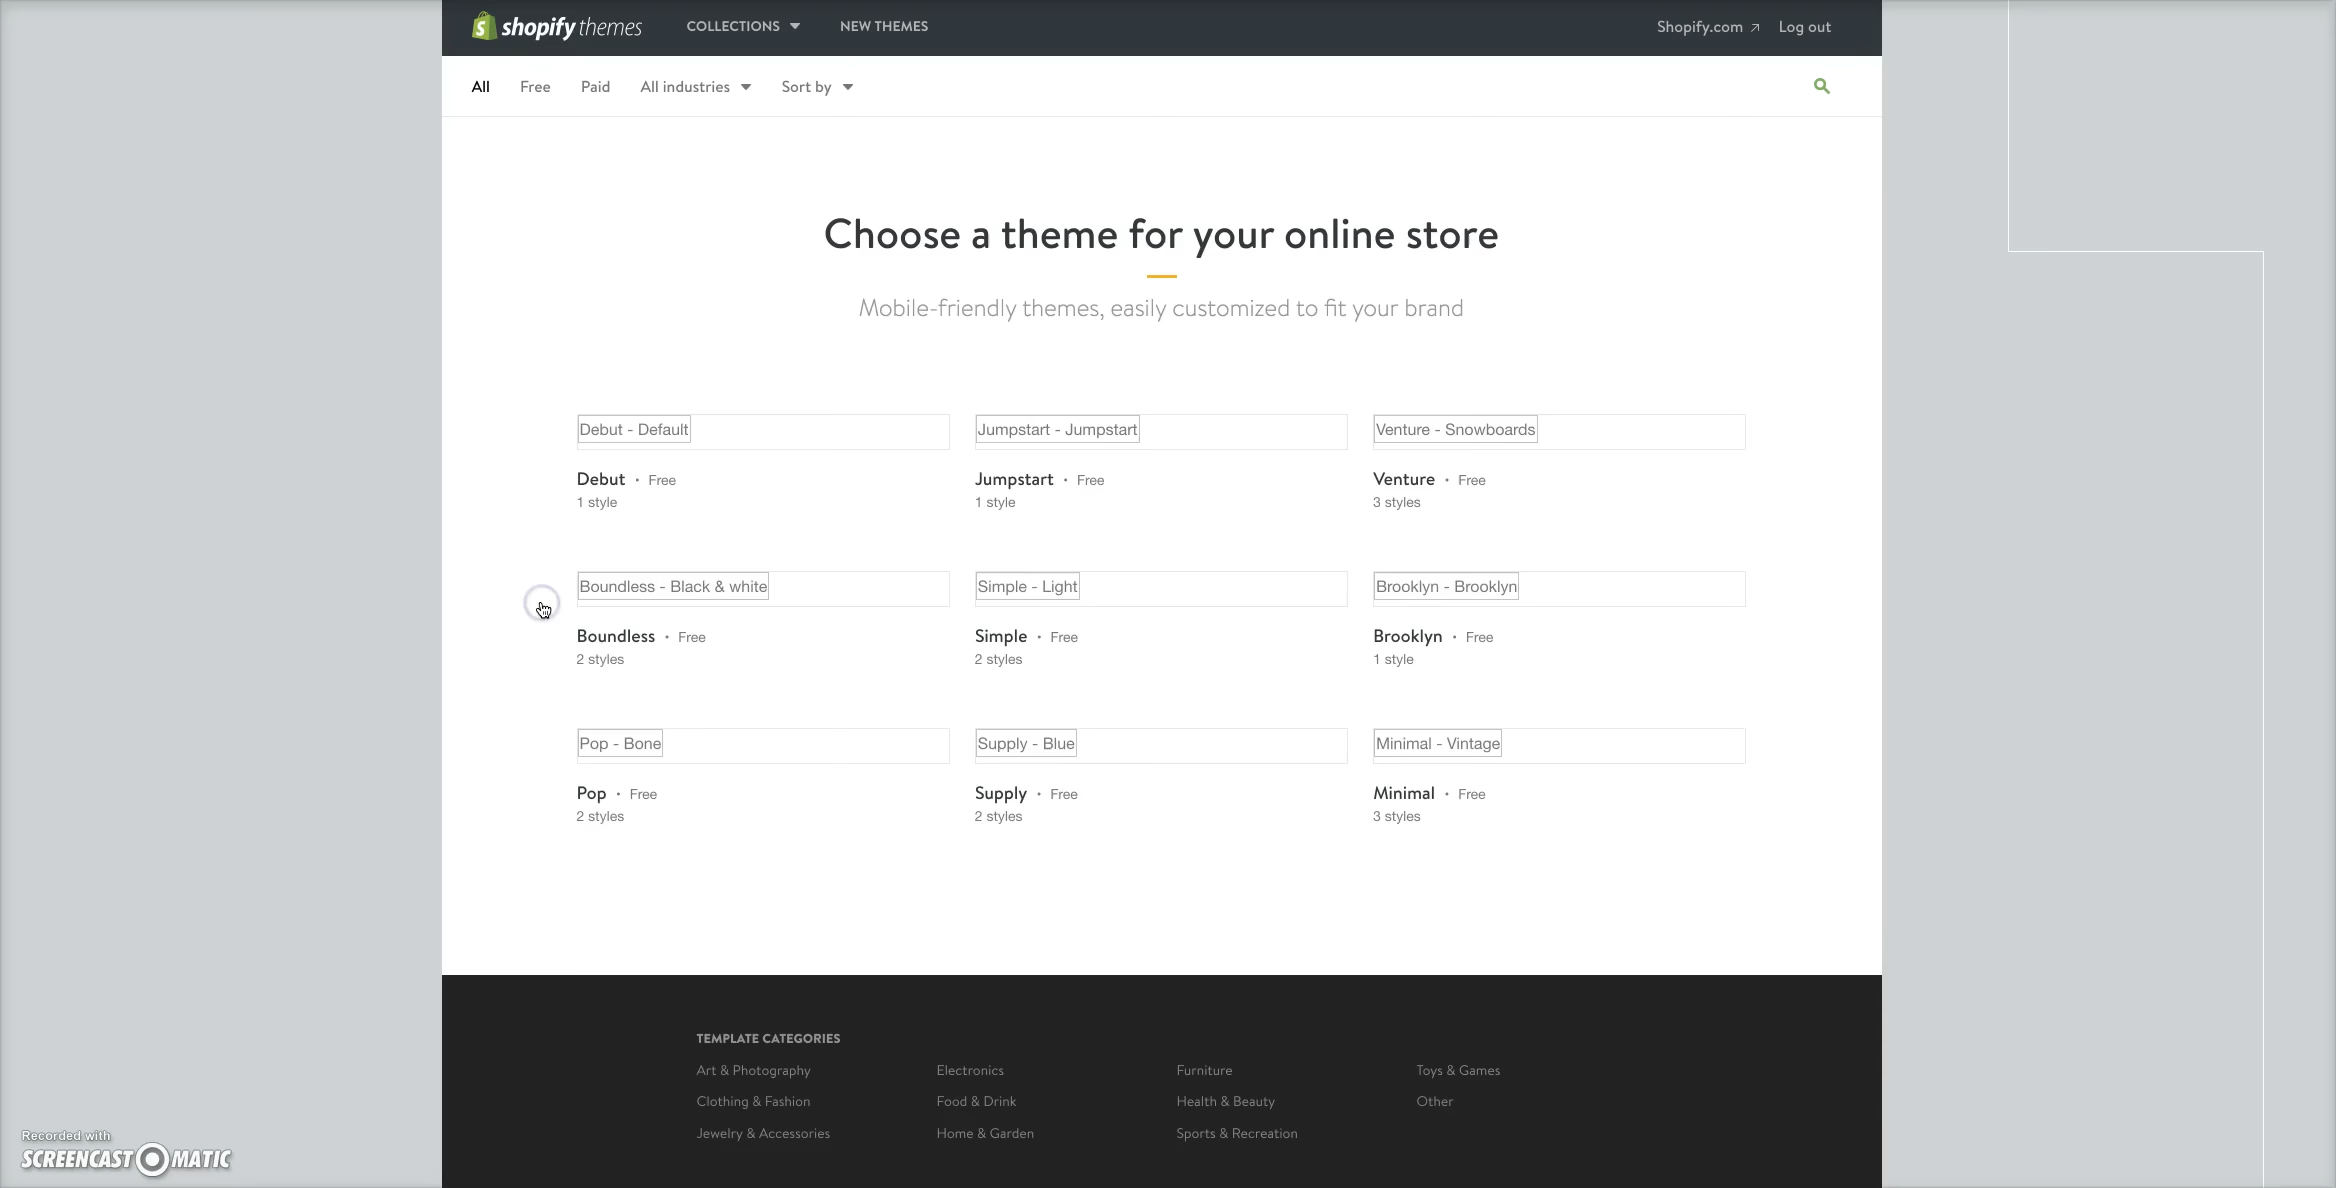 shopify themes COLLECTIONS NEW THEMES Shopify.com Log out
All Free Paid All industries Sort by
Choose a theme for your online store
Mobile-friendly themes, easily customized to fit your brand
Debut - Default Jumpstart - Jumpstart Venture - Snowboards
Debut • Free Jumpstart • Free Venture • Free
1 style 1 style 3 styles
Boundless - Black & white Simple - Light Brooklyn - Brooklyn
Boundless • Free Simple • Free Brooklyn • Free
2 styles 2 styles 1 style
Pop - Bone Supply - Blue Minimal - Vintage
Pop • Free Supply • Free Minimal • Free
2 styles 2 styles 3 styles
TEMPLATE CATEGORIES
Art & Photography Electronics Furniture Toys & Games
Clothing & Fashion Food & Drink Health & Beauty Other
Jewelry & Accessories Home & Garden Sports & Recreation
Recorded with
SCREENCAST MATIC